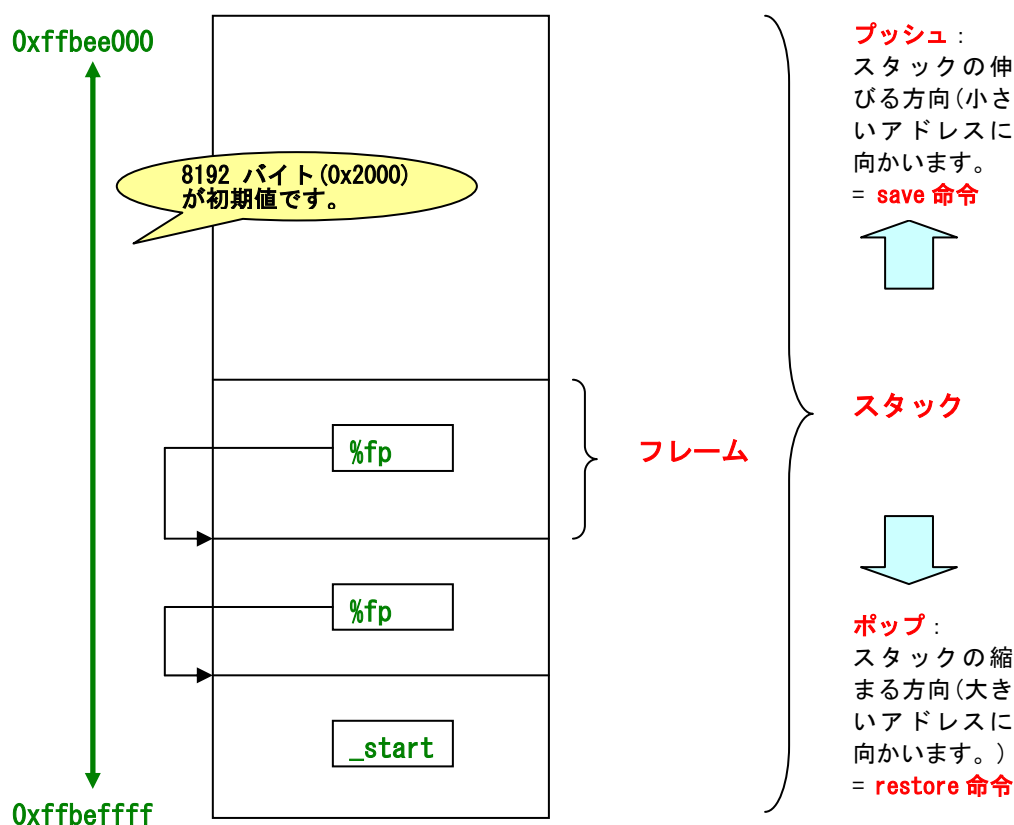 0xffbee000
8192 バイト(0x2000)
が初期値です。
%fp
%fp
_start
0xffbeffff
フレーム
プッシュ:
スタックの伸
びる方向(小さ
いアドレスに
向かいます。
= save 命令
スタック
ポップ:
スタックの縮
まる方向(大き
いアドレスに
向かいます。)
= restore 命令